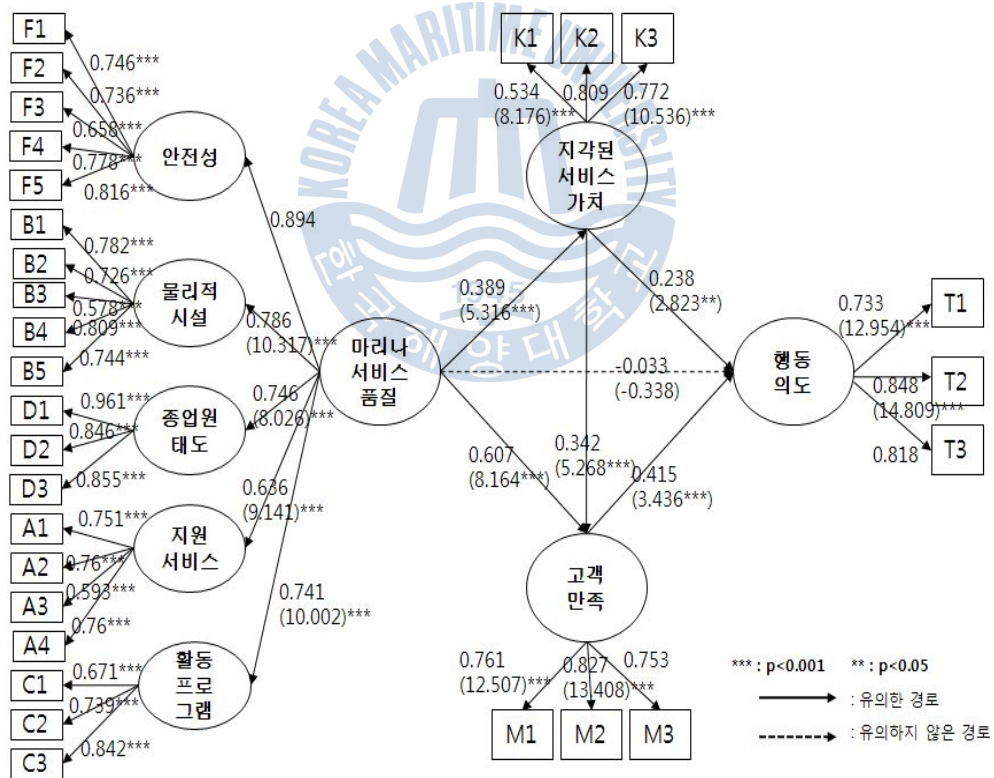 F1
0.746***
F2
0.736***
F3
0.658***
F4
0.778***
F5
0.816***
안전성
B1
0.782***
B2
0.726***
B3
0.578***
B4
0.809***
B5
0.744***
물리적
시설
D1
0.961***
D2
0.846***
D3
0.855***
종업원
태도
A1
0.751***
A2
0.76***
A3
0.593***
A4
0.76***
지원
서비스
C1
0.671***
C2
0.739***
C3
0.842***
활동
프로
그램
0.894
0.786
(10.317)***
0.746
(8.026)***
0.636
(9.141)***
0.741
(10.002)***
마리나
서비스
품질
K1 K2 K3
0.534 0.809 0.772
(8.176)*** (10.536)***
지각된
서비스
가치
0.389
(5.316***)
0.238
(2.823**)
-0.033
(-0.338)
0.607
(8.164***)
0.342
(5.268***)
0.415
(3.436***)
행동
의도
0.733
(12.954)***
T1
0.848
(14.809)***
T2
0.818
T3
고객
만족
0.761 0.827 0.753
(12.507)*** (13.408)***
M1 M2 M3
*** : p<0.001 ** : p<0.05
: 유의한 경로
: 유의하지 않은 경로
KOREA MARITIME UNIVERSITY
1945
한국해양대학교